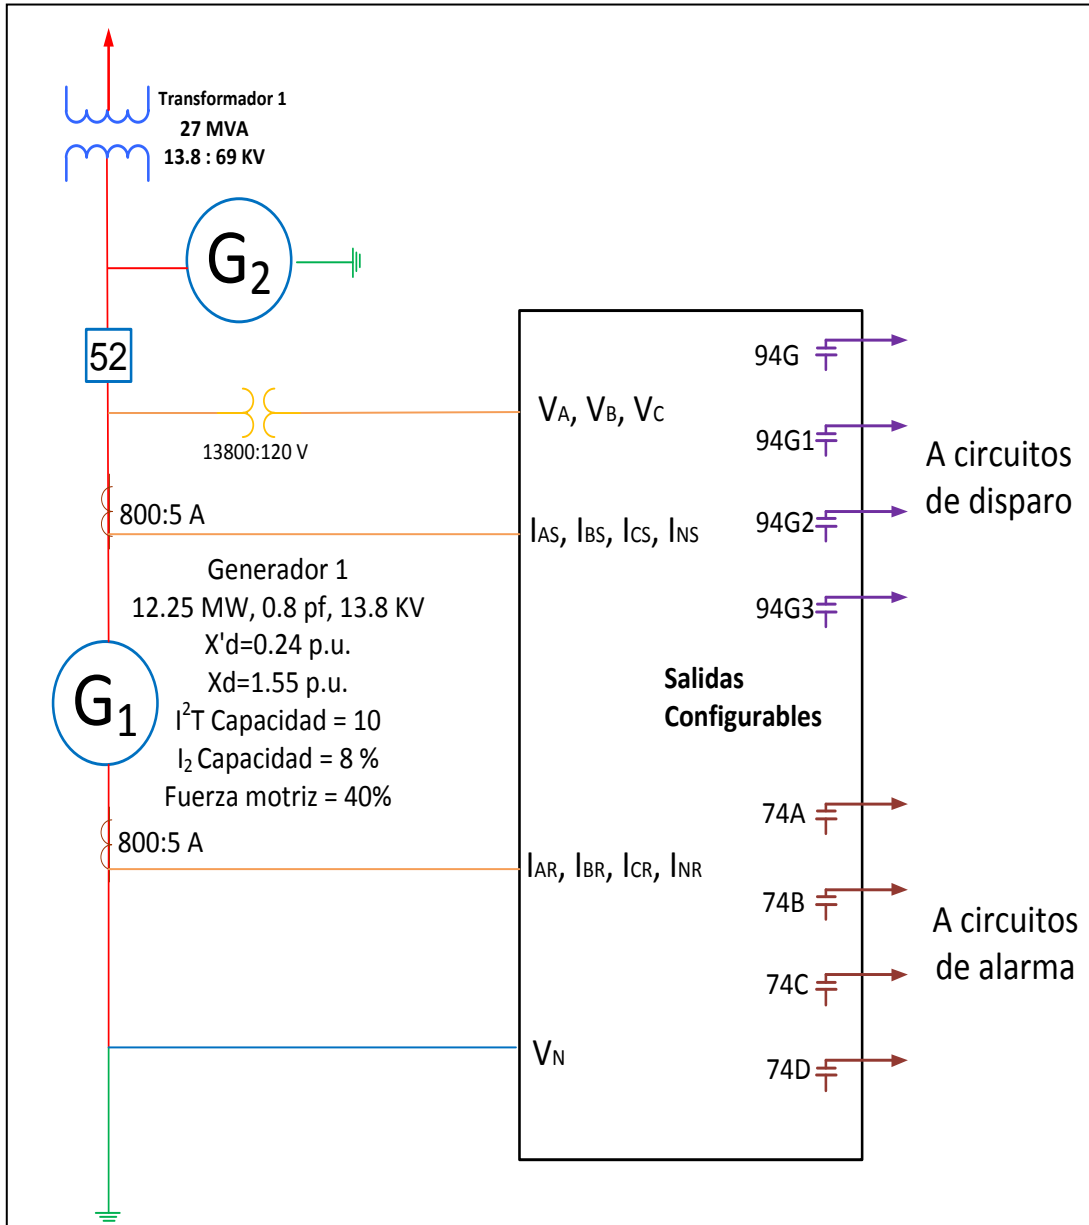 Transformador 1
27 MVA
13.8 : 69 KV
G2
52
13800:120 V
VA, VB, VC
800:5 A
IAS, IBS, ICS, INS
Generador 1
12.25 MW, 0.8 pf, 13.8 KV
X'd=0.24 p.u.
Xd=1.55 p.u.
I²T Capacidad = 10
I2 Capacidad = 8 %
Fuerza motriz = 40%
G1
800:5 A
IAR, IBR, ICR, INR
VN
94G
94G1
94G2
94G3
A circuitos
de disparo
Salidas
Configurables
74A
74B
74C
74D
A circuitos
de alarma